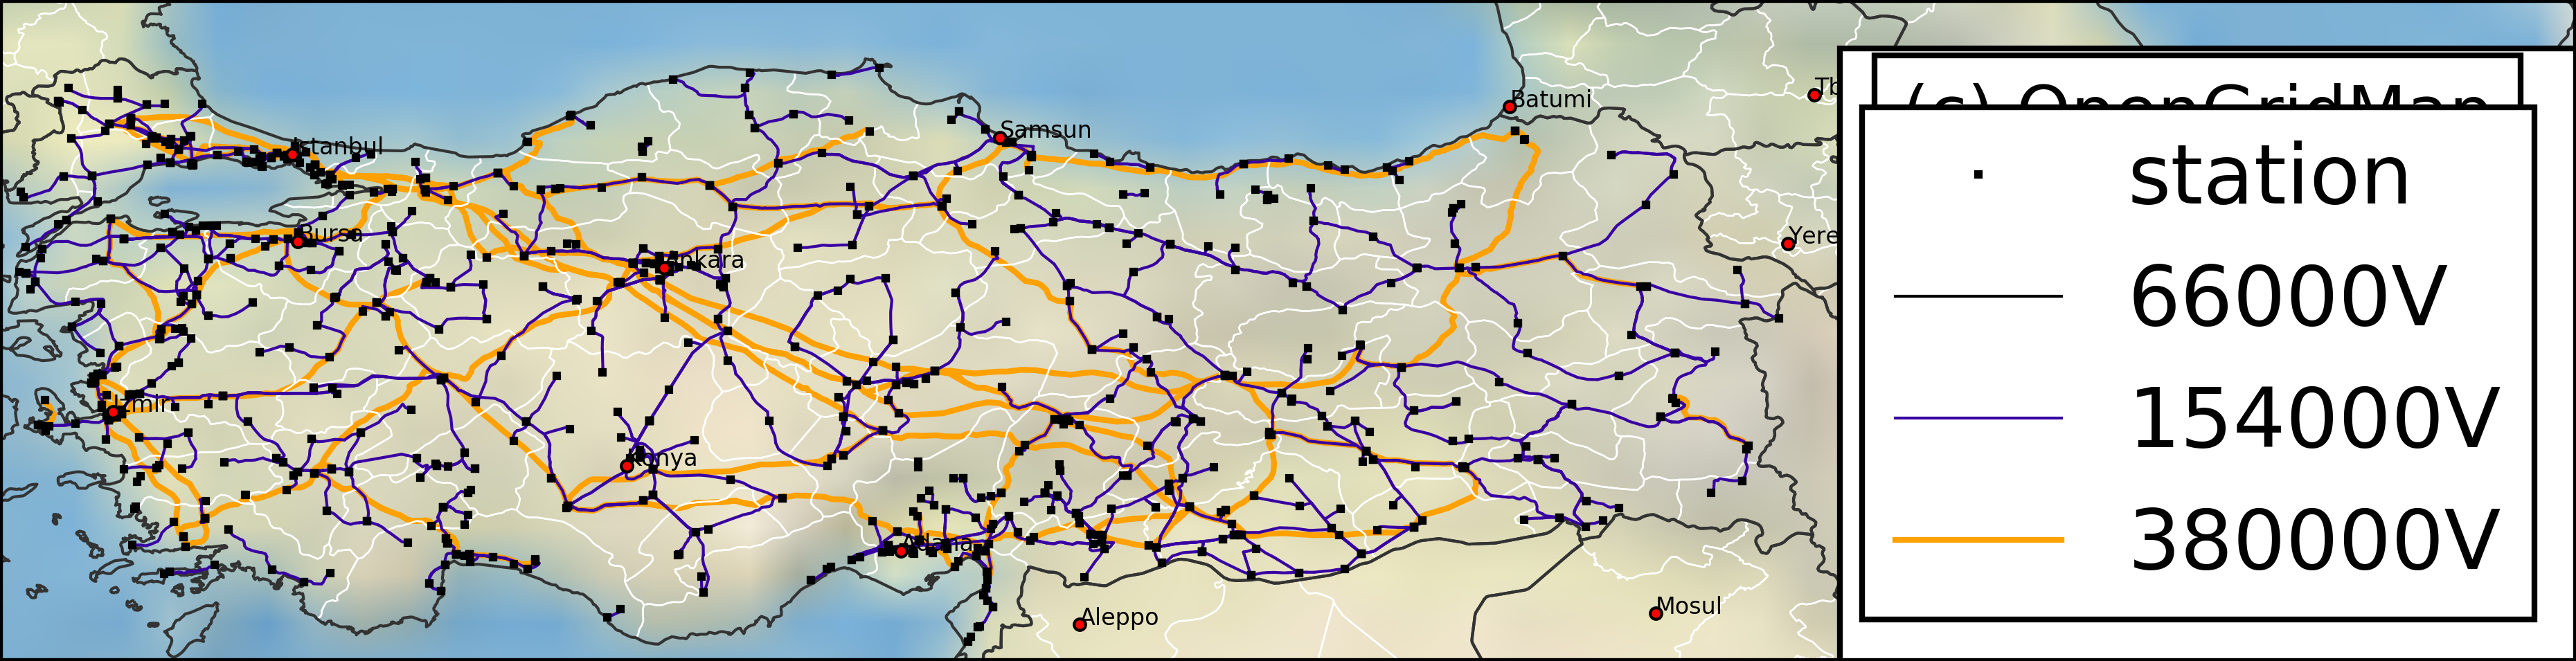 Batumi
Tb
(c) OpenGridMap
Samsun
Istanbul
station
Bursa
Yere
Ankara
66000V
Izmir
154000V
Konya
Adana
380000V
Aleppo
Mosul